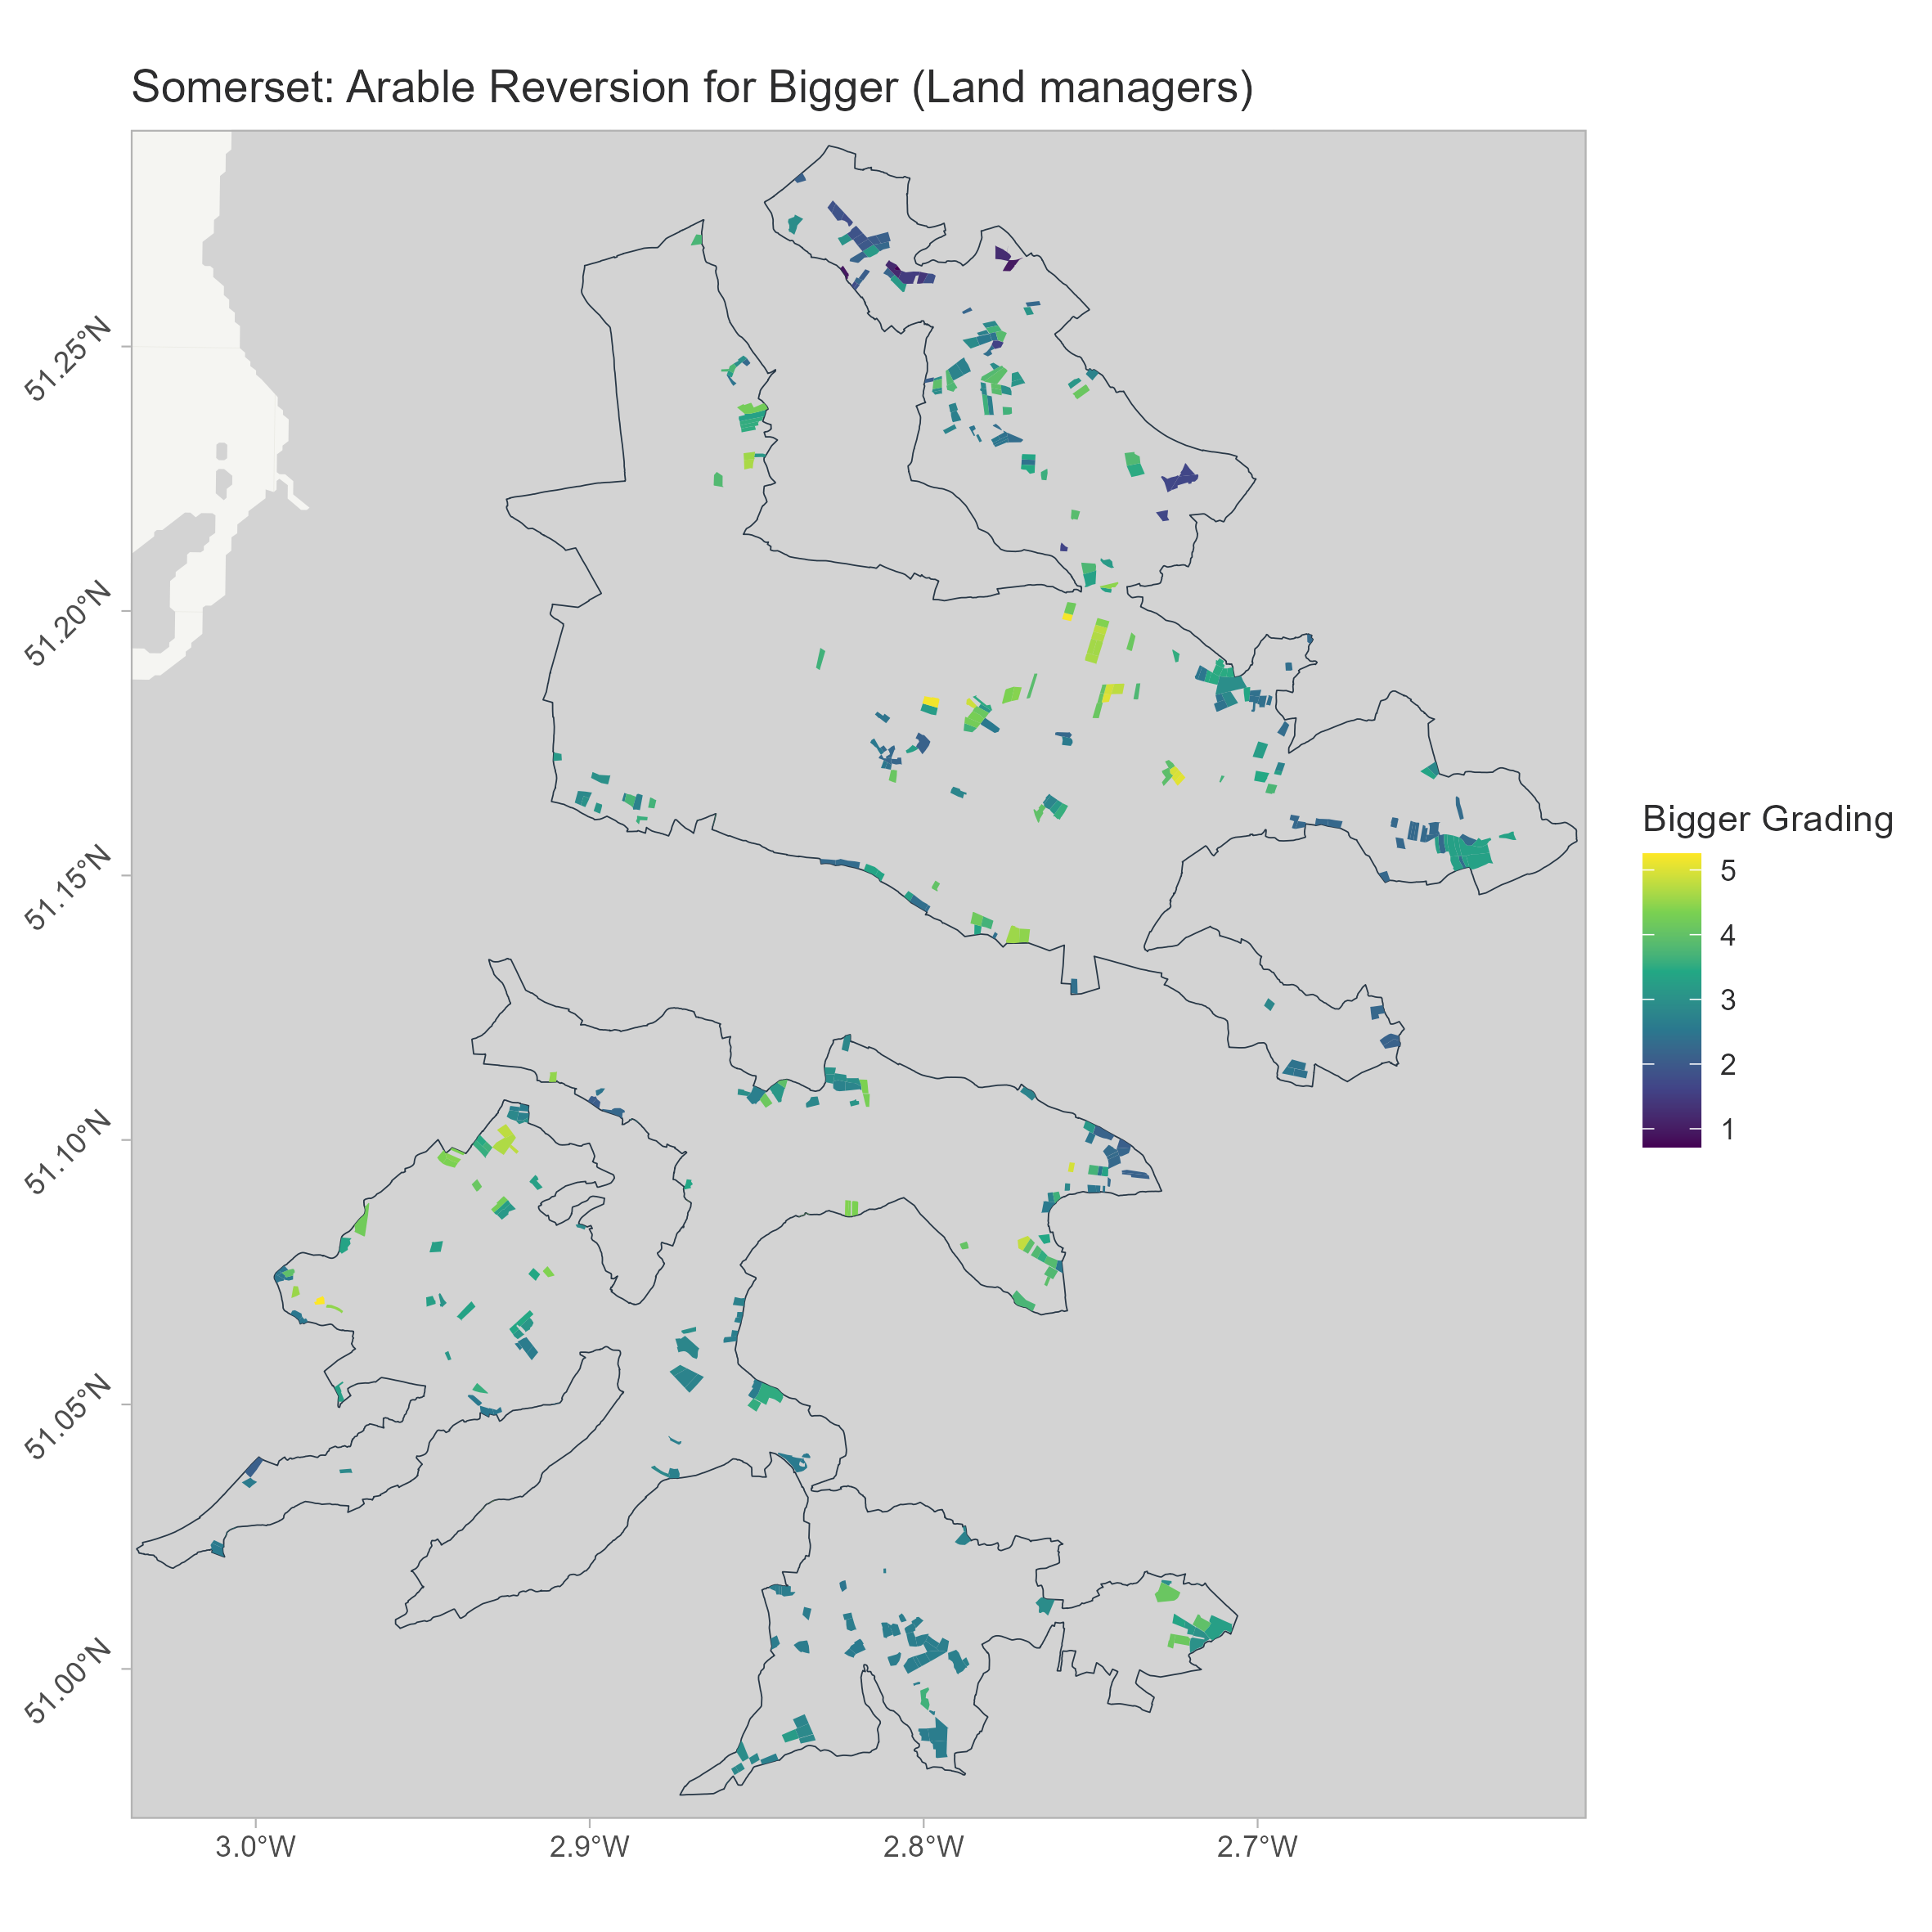 Somerset: Arable Reversion for Bigger (Land managers)
51.25°N
51.20°N
51.15°N
51.10°N
51.05°N
51.00°N
3.0°W
2.9°W
2.8°W
2.7°W
Bigger Grading
5
4
3
2
1